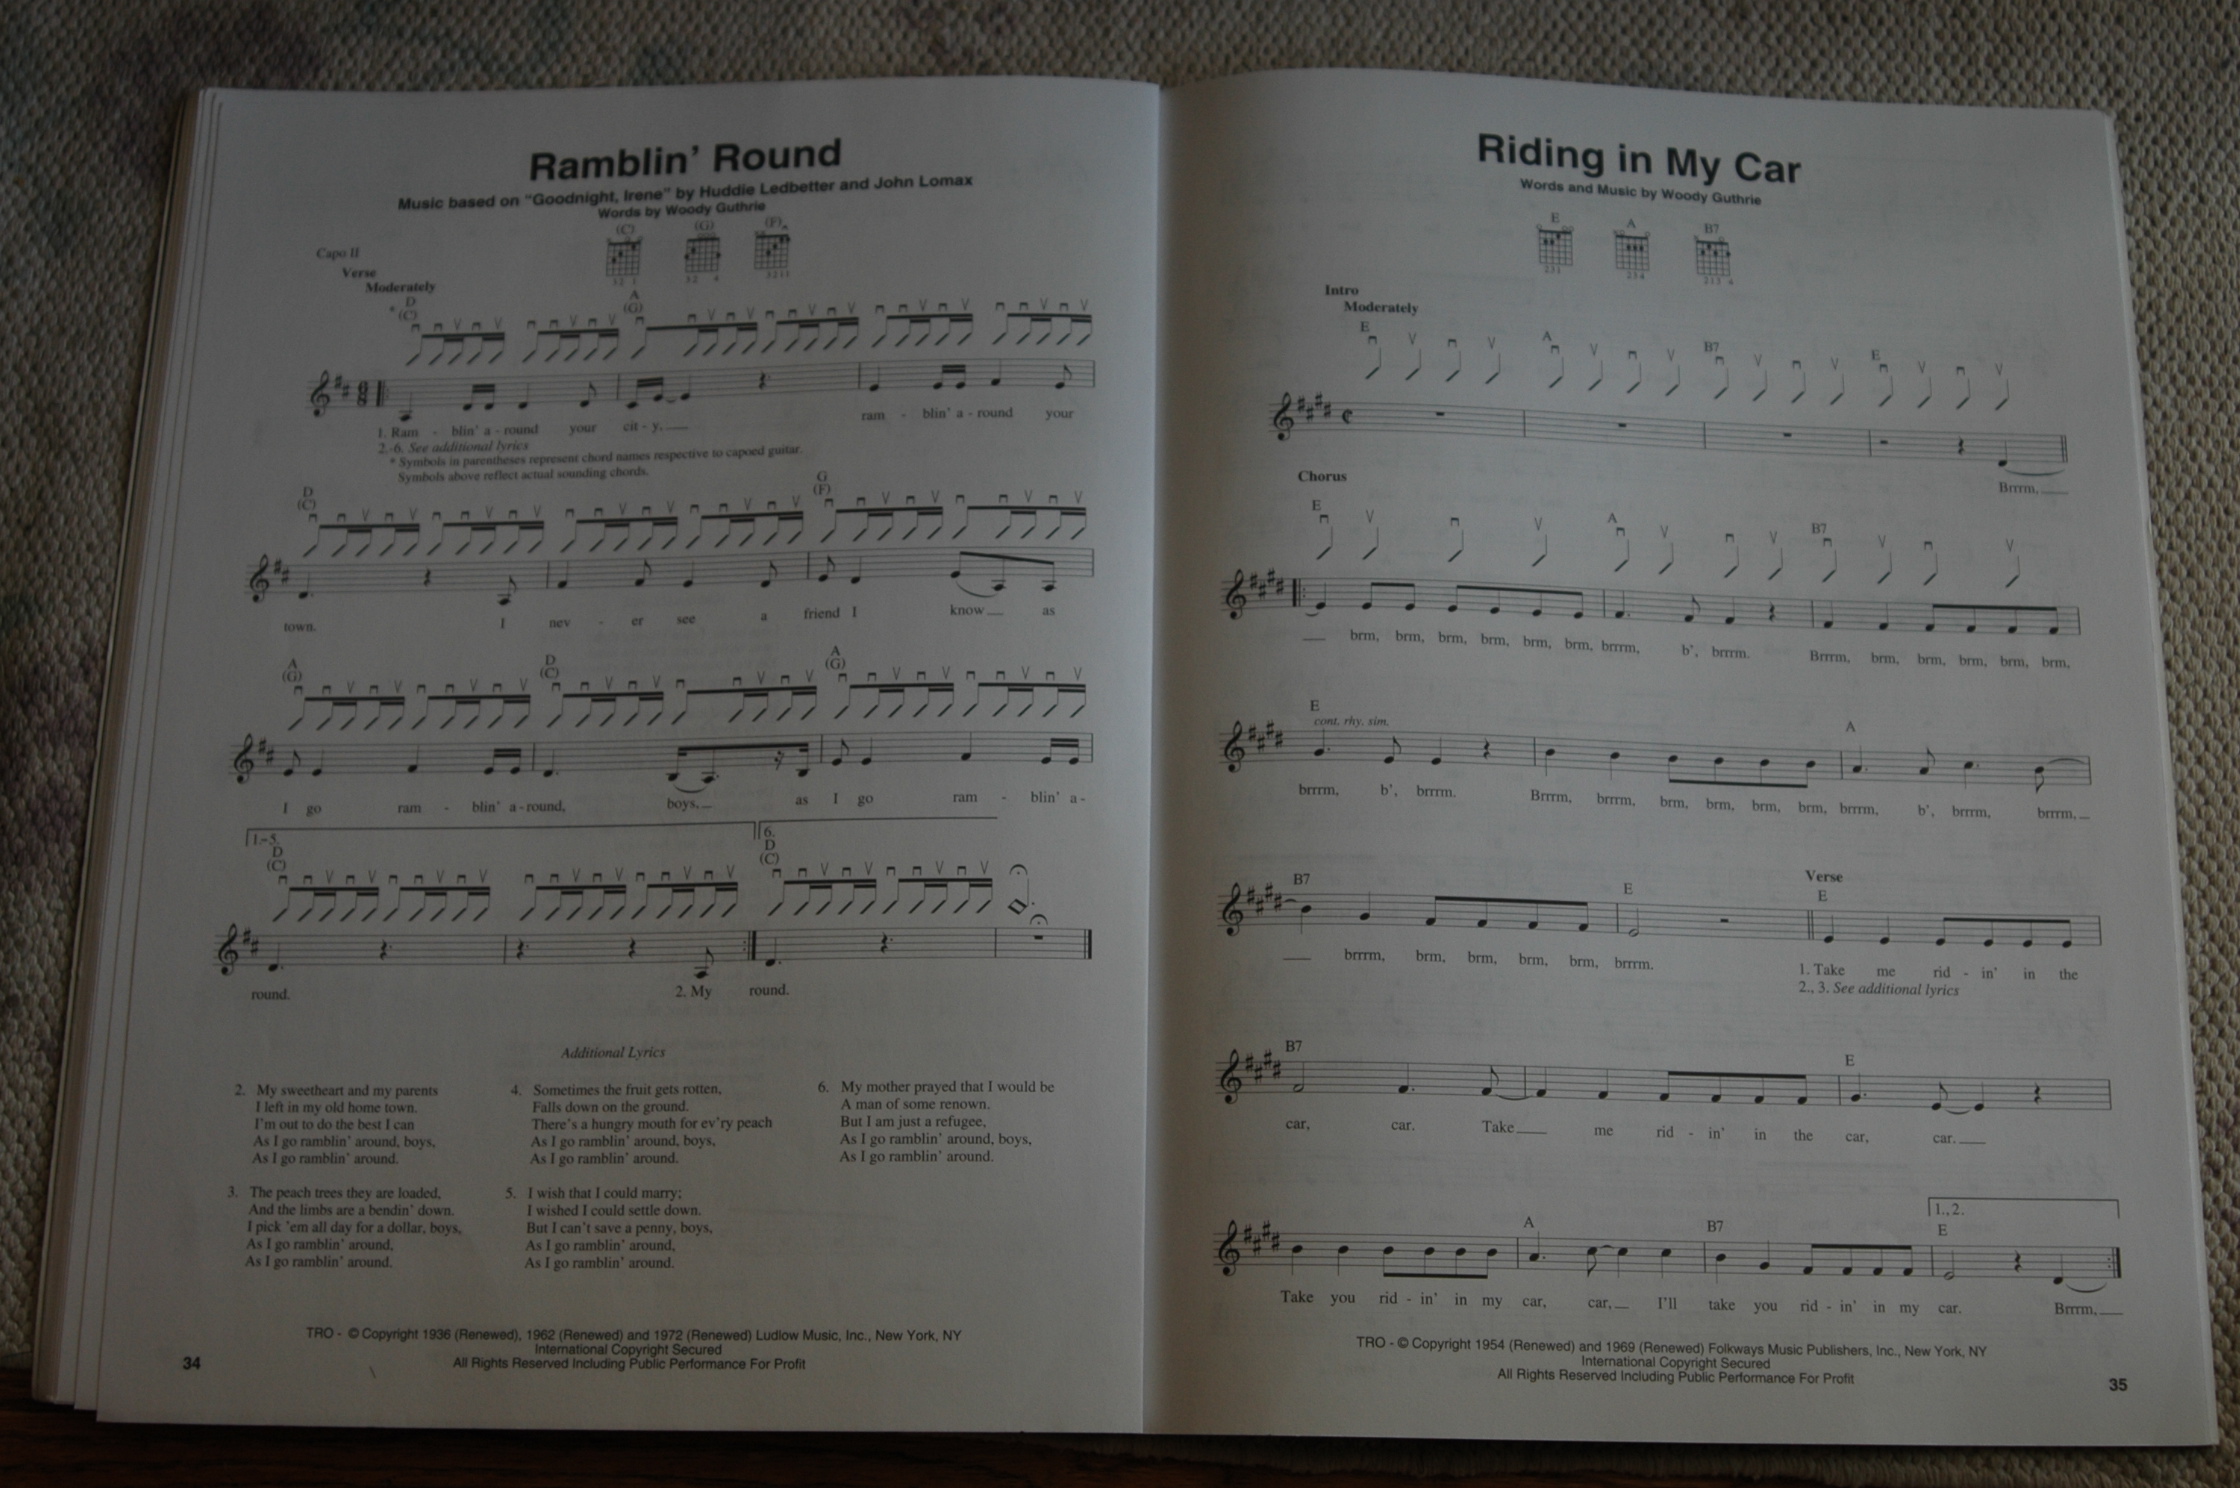 Ramblin' Round
Music based on "Goodnight, Irene" by Huddie Ledbetter and John Lomax
Words by Woody Guthrie
(C) (G) (F)
Capo II
Verse
Moderately
D A
* (C) (G)
1. Ram - blin' a - round your cit - y, ram - blin' a - round your
2.-6. See additional lyrics
* Symbols in parentheses represent chord names respective to capoed guitar.
Symbols above reflect actual sounding chords.
D G
(C) (F)
town. I nev - er see a friend I know as
A D A
(G) (C) (G)
I go ram - blin' a - round, boys, as I go ram - blin' a -
1.-5. 6.
D D
(C) (C)
round. 2. My round.
Additional Lyrics
2. My sweetheart and my parents
I left in my old home town.
I'm out to do the best I can
As I go ramblin' around, boys,
As I go ramblin' around.
3. The peach trees they are loaded,
And the limbs are a bendin' down.
I pick 'em all day for a dollar, boys,
As I go ramblin' around,
As I go ramblin' around.
4. Sometimes the fruit gets rotten,
Falls down on the ground.
There's a hungry mouth for ev'ry peach
As I go ramblin' around, boys,
As I go ramblin' around.
5. I wish that I could marry;
I wished I could settle down.
But I can't save a penny, boys,
As I go ramblin' around,
As I go ramblin' around.
6. My mother prayed that I would be
A man of some renown.
But I am just a refugee,
As I go ramblin' around, boys,
As I go ramblin' around.
TRO - © Copyright 1936 (Renewed), 1962 (Renewed) and 1972 (Renewed) Ludlow Music, Inc., New York, NY
International Copyright Secured
All Rights Reserved Including Public Performance For Profit
34
Riding in My Car
Words and Music by Woody Guthrie
E A B7
Intro
Moderately
E A B7 E
Brrrm,
Chorus
E A B7
brm, brm, brm, brm, brm, brrrm, b', brrrm. Brrrm, brm, brm, brm, brm, brm,
E A
cont. rhy. sim.
brrrm, b', brrrm. Brrrm, brrrm, brm, brm, brm, brm, brrrm, b', brrrm, brrrm,
Verse
B7 E E
brrrm, brm, brm, brm, brm, brrrm. 1. Take me rid - in' in the
2., 3. See additional lyrics
B7 E
car, car. Take me rid - in' in the car, car.
1., 2.
A B7 E
Take you rid - in' in my car, car, I'll take you rid - in' in my car. Brrrm,
TRO - © Copyright 1954 (Renewed) and 1969 (Renewed) Folkways Music Publishers, Inc., New York, NY
International Copyright Secured
All Rights Reserved Including Public Performance For Profit
35